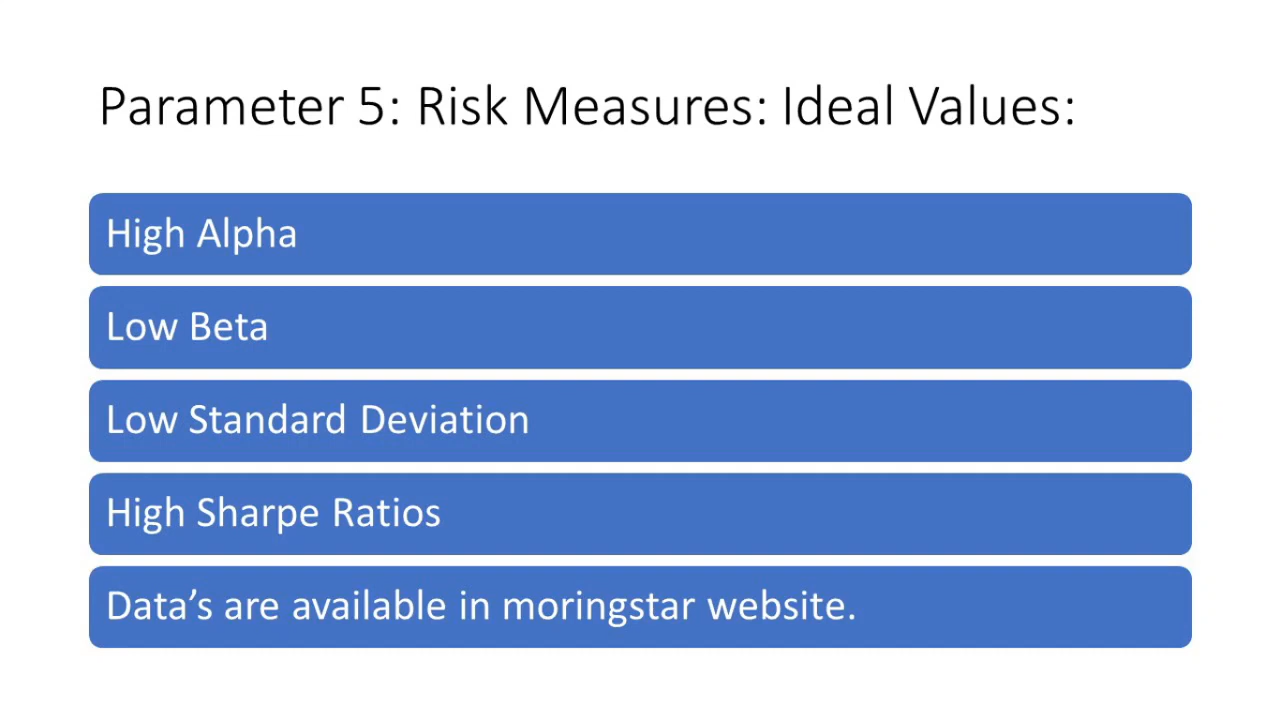 Parameter 5: Risk Measures: Ideal Values:
High Alpha
Low Beta
Low Standard Deviation
High Sharpe Ratios
Data’s are available in moringstar website.